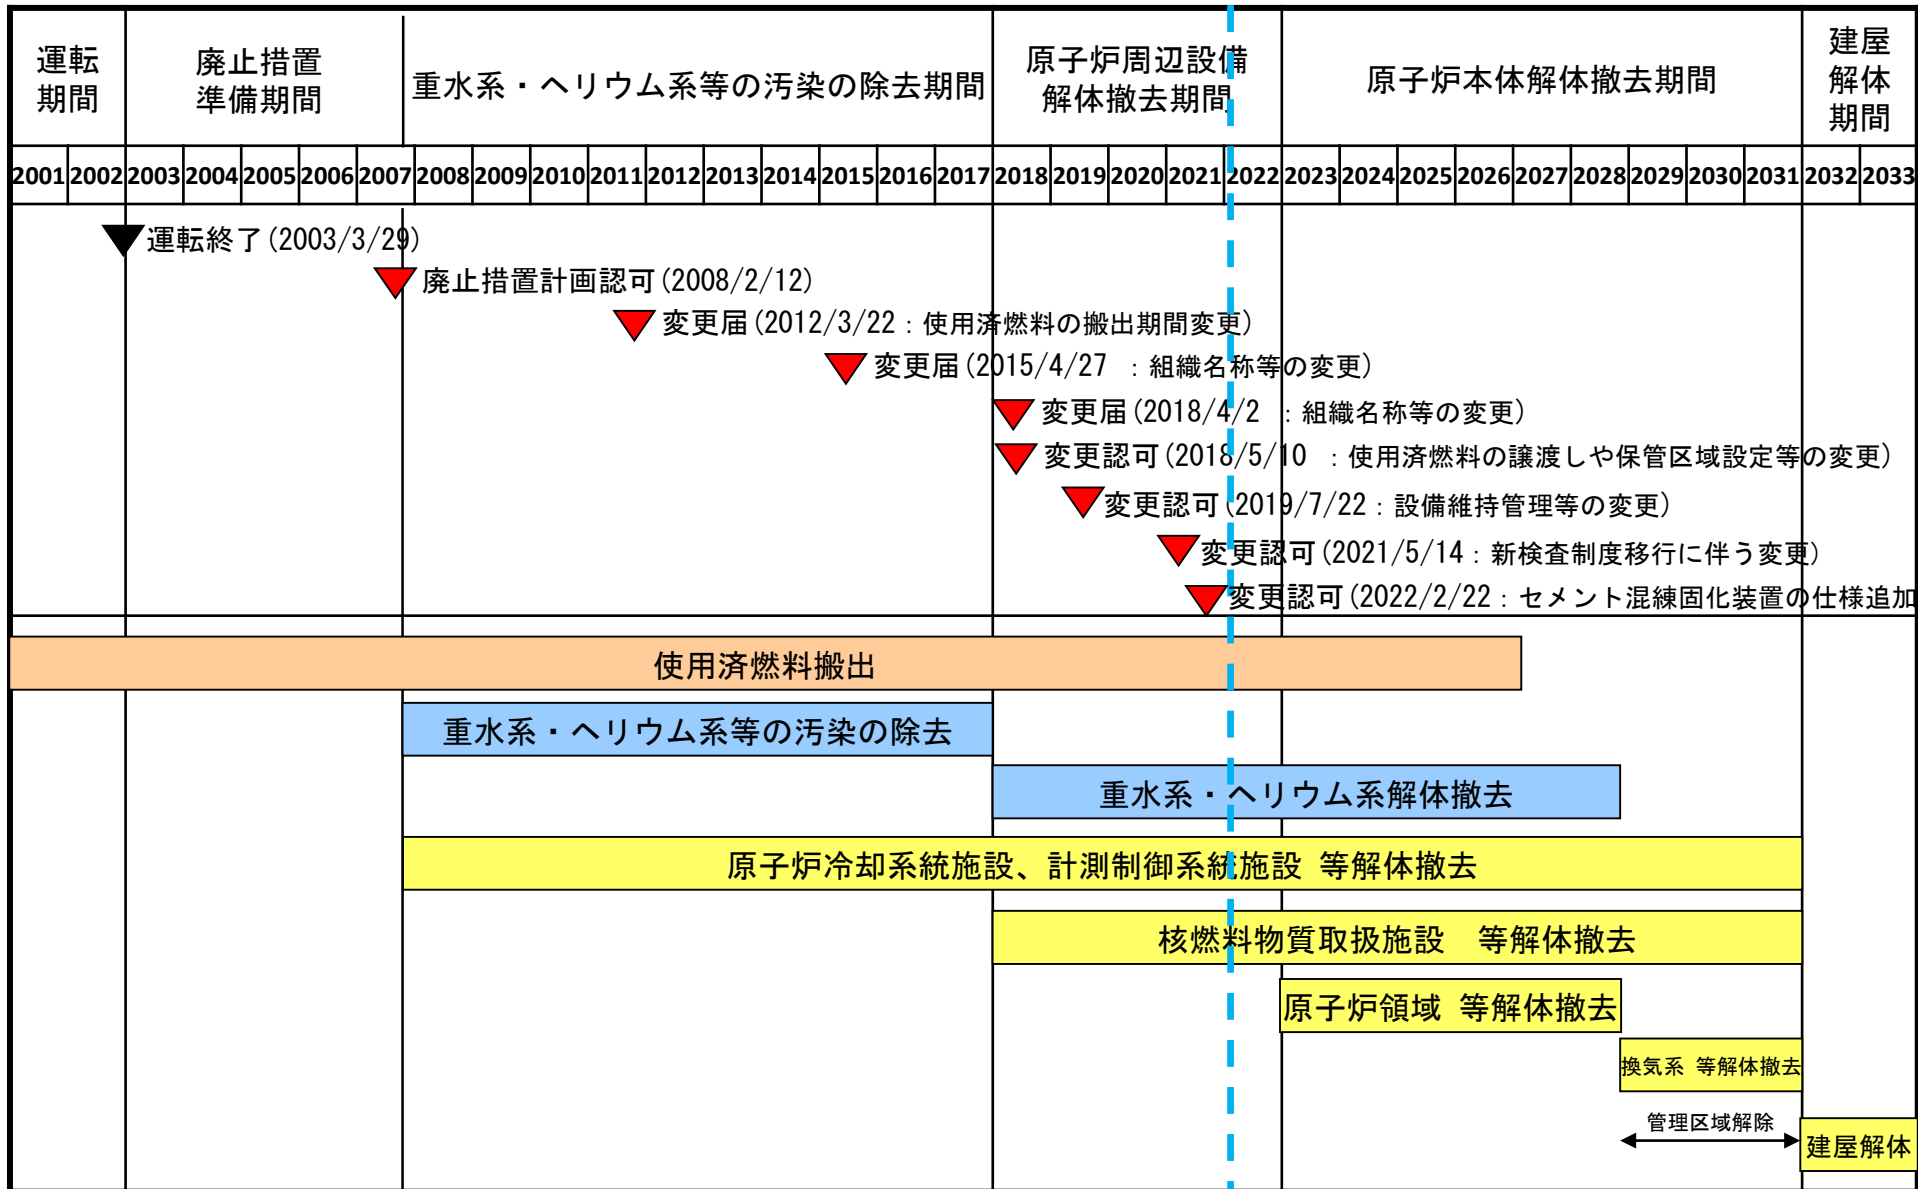 運転
期間
廃止措置
準備期間
重水系・ヘリウム系等の汚染の除去期間
原子炉周辺設備
解体撤去期間
原子炉本体解体撤去期間
建屋
解体
期間
2001 2002 2003 2004 2005 2006 2007 2008 2009 2010 2011 2012 2013 2014 2015 2016 2017 2018 2019 2020 2021 2022 2023 2024 2025 2026 2027 2028 2029 2030 2031 2032 2033
運転終了(2003/3/29)
廃止措置計画認可(2008/2/12)
変更届(2012/3/22：使用済燃料の搬出期間変更)
変更届(2015/4/27 ：組織名称等の変更)
変更届(2018/4/2 ：組織名称等の変更)
変更認可(2018/5/10 ：使用済燃料の譲渡しや保管区域設定等の変更)
変更認可(2019/7/22：設備維持管理等の変更)
変更認可(2021/5/14：新検査制度移行に伴う変更)
変更認可(2022/2/22：セメント混練固化装置の仕様追加
使用済燃料搬出
重水系・ヘリウム系等の汚染の除去
重水系・ヘリウム系解体撤去
原子炉冷却系統施設、計測制御系統施設 等解体撤去
核燃料物質取扱施設　等解体撤去
原子炉領域 等解体撤去
換気系 等解体撤去
管理区域解除
建屋解体